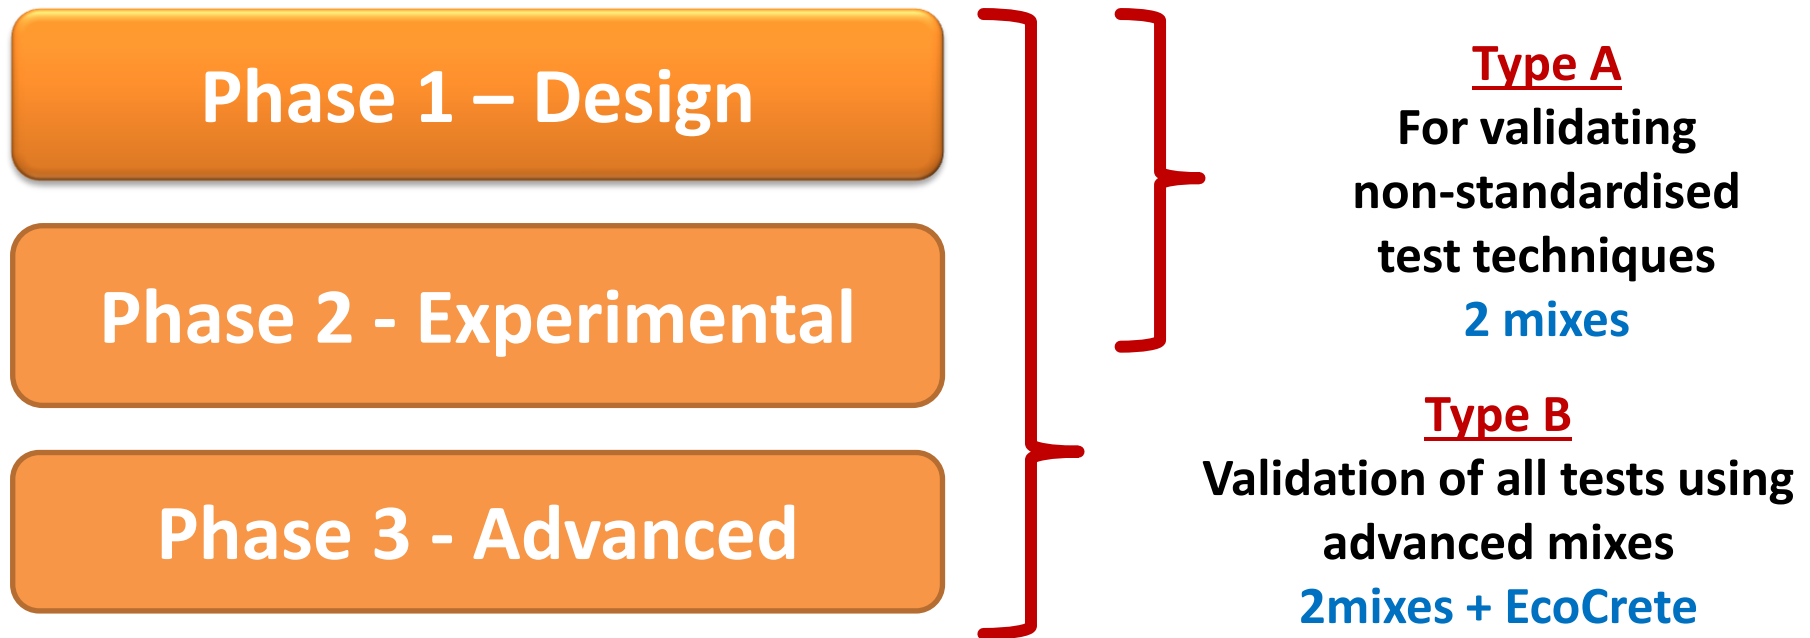 Phase 1 – Design
Phase 2 - Experimental
Phase 3 - Advanced
Type A
For validating
non-standardised
test techniques
2 mixes
Type B
Validation of all tests using
advanced mixes
2mixes + EcoCrete